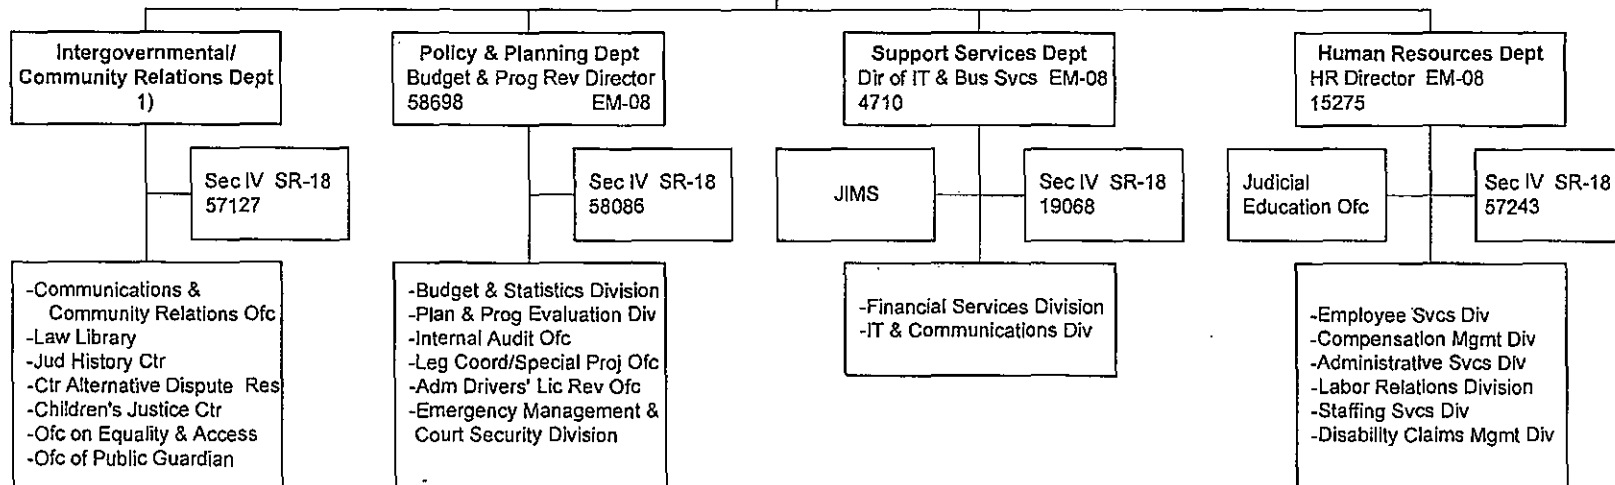 Intergovernmental/
Community Relations Dept
1)
Policy & Planning Dept
Budget & Prog Rev Director
58698 EM-08
Support Services Dept
Dir of IT & Bus Svcs EM-08
4710
Human Resources Dept
HR Director EM-08
15275
Sec IV SR-18
57127
Sec IV SR-18
58086
JIMS
Sec IV SR-18
19068
Judicial
Education Ofc
Sec IV SR-18
57243
-Communications &
Community Relations Ofc
-Law Library
-Jud History Ctr
-Ctr Alternative Dispute Res
-Children's Justice Ctr
-Ofc on Equality & Access
-Ofc of Public Guardian
-Budget & Statistics Division
-Plan & Prog Evaluation Div
-Internal Audit Ofc
-Leg Coord/Special Proj Ofc
-Adm Drivers' Lic Rev Ofc
-Emergency Management &
Court Security Division
-Financial Services Division
-IT & Communications Div
-Employee Svcs Div
-Compensation Mgmt Div
-Administrative Svcs Div
-Labor Relations Division
-Staffing Svcs Div
-Disability Claims Mgmt Div